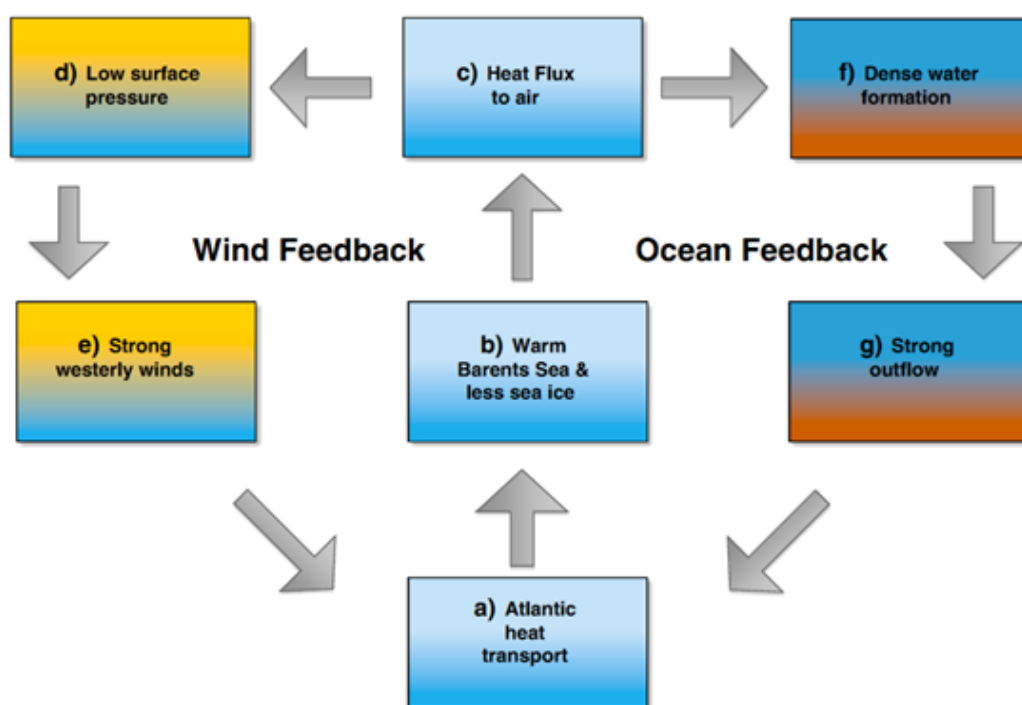 d) Low surface
pressure
c) Heat Flux
to air
f) Dense water
formation
Wind Feedback
Ocean Feedback
e) Strong
westerly winds
b) Warm
Barents Sea &
less sea ice
g) Strong
outflow
a) Atlantic
heat
transport